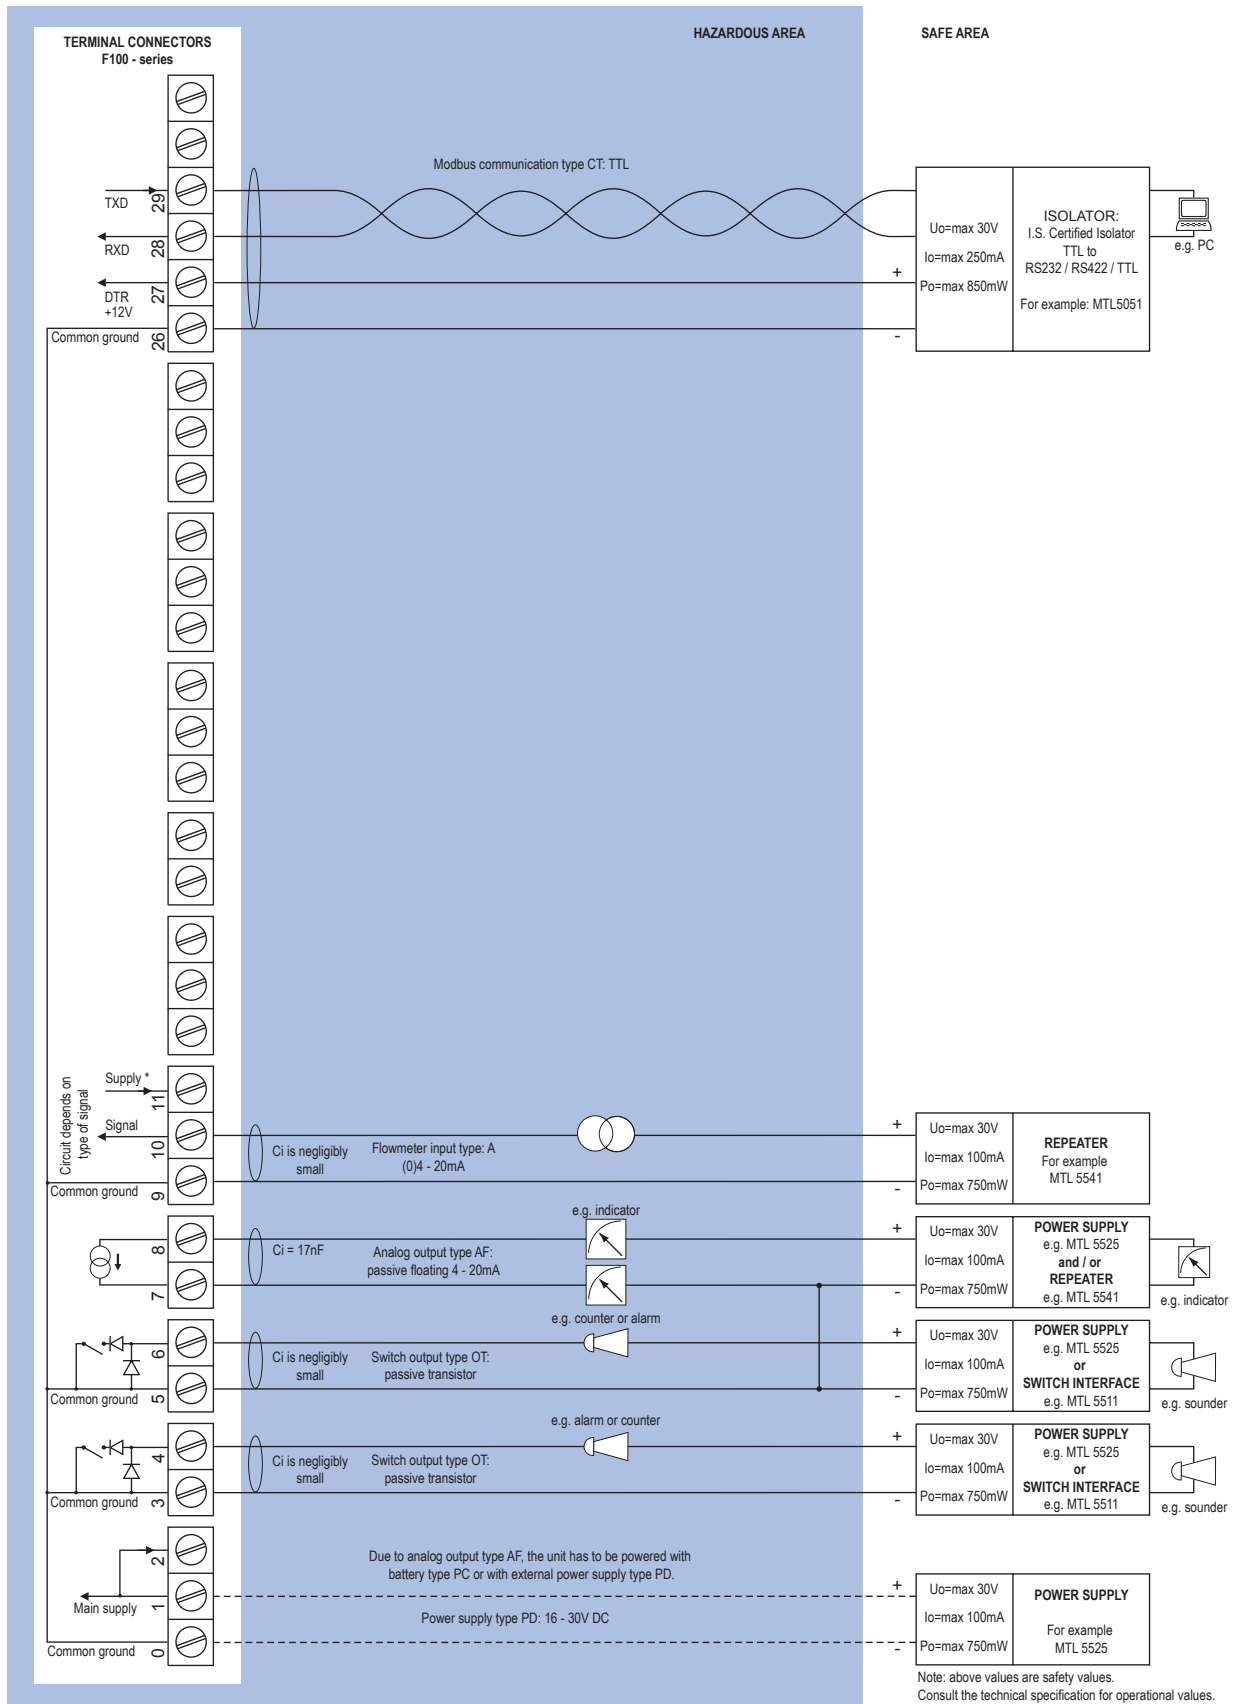 HAZARDOUS AREA
SAFE AREA
TERMINAL CONNECTORS
F100 - series
Modbus communication type CT: TTL
TXD
29
RXD
28
DTR
+12V
27
Common ground
26
+
-
Uo=max 30V
Io=max 250mA
Po=max 850mW
ISOLATOR:
I.S. Certified Isolator
TTL to
RS232 / RS422 / TTL
For example: MTL5051
e.g. PC
Circuit depends on
type of signal
Supply *
11
Signal
10
Common ground
9
Ci is negligibly
small
Flowmeter input type: A
(0)4 - 20mA
+
-
Uo=max 30V
Io=max 100mA
Po=max 750mW
REPEATER
For example
MTL 5541
8
7
Ci = 17nF
Analog output type AF:
passive floating 4 - 20mA
e.g. indicator
+
-
Uo=max 30V
Io=max 100mA
Po=max 750mW
POWER SUPPLY
e.g. MTL 5525
and / or
REPEATER
e.g. MTL 5541
e.g. indicator
6
Common ground
5
Ci is negligibly
small
Switch output type OT:
passive transistor
e.g. counter or alarm
+
-
Uo=max 30V
Io=max 100mA
Po=max 750mW
POWER SUPPLY
e.g. MTL 5525
or
SWITCH INTERFACE
e.g. MTL 5511
e.g. sounder
4
Common ground
3
Ci is negligibly
small
Switch output type OT:
passive transistor
e.g. alarm or counter
+
-
Uo=max 30V
Io=max 100mA
Po=max 750mW
POWER SUPPLY
e.g. MTL 5525
or
SWITCH INTERFACE
e.g. MTL 5511
e.g. sounder
2
Main supply
1
Common ground
0
Due to analog output type AF, the unit has to be powered with
battery type PC or with external power supply type PD.
Power supply type PD: 16 - 30V DC
+
-
Uo=max 30V
Io=max 100mA
Po=max 750mW
POWER SUPPLY
For example
MTL 5525
Note: above values are safety values.
Consult the technical specification for operational values.